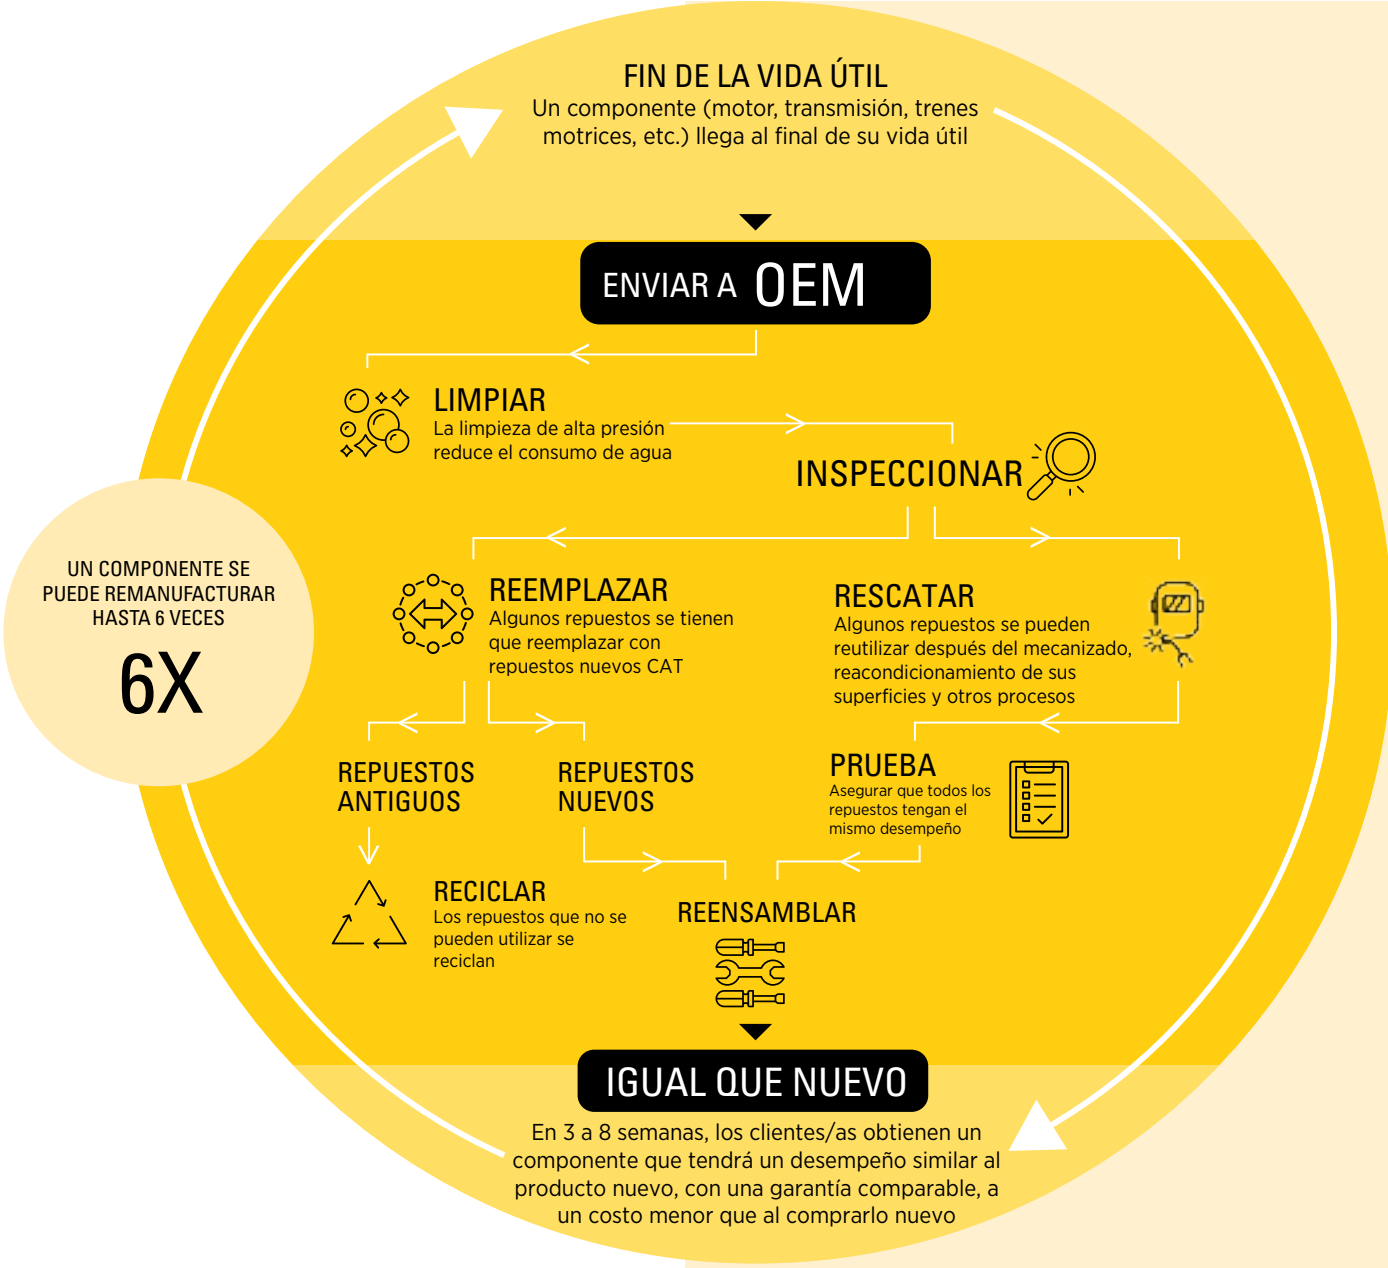 FIN DE LA VIDA ÚTIL
Un componente (motor, transmisión, trenes
motrices, etc.) llega al final de su vida útil
ENVIAR A OEM
LIMPIAR
La limpieza de alta presión
reduce el consumo de agua
INSPECCIONAR
UN COMPONENTE SE
PUEDE REMANUFACTURAR
HASTA 6 VECES
6X
REEMPLAZAR
Algunos repuestos se tienen
que reemplazar con
repuestos nuevos CAT
RESCATAR
Algunos repuestos se pueden
reutilizar después del mecanizado,
reacondicionamiento de sus
superficies y otros procesos
REPUESTOS
ANTIGUOS
REPUESTOS
NUEVOS
PRUEBA
Asegurar que todos los
repuestos tengan el
mismo desempeño
RECICLAR
Los repuestos que no se
pueden utilizar se
reciclan
REENSAMBLAR
IGUAL QUE NUEVO
En 3 a 8 semanas, los clientes/as obtienen un
componente que tendrá un desempeño similar al
producto nuevo, con una garantía comparable, a
un costo menor que al comprarlo nuevo